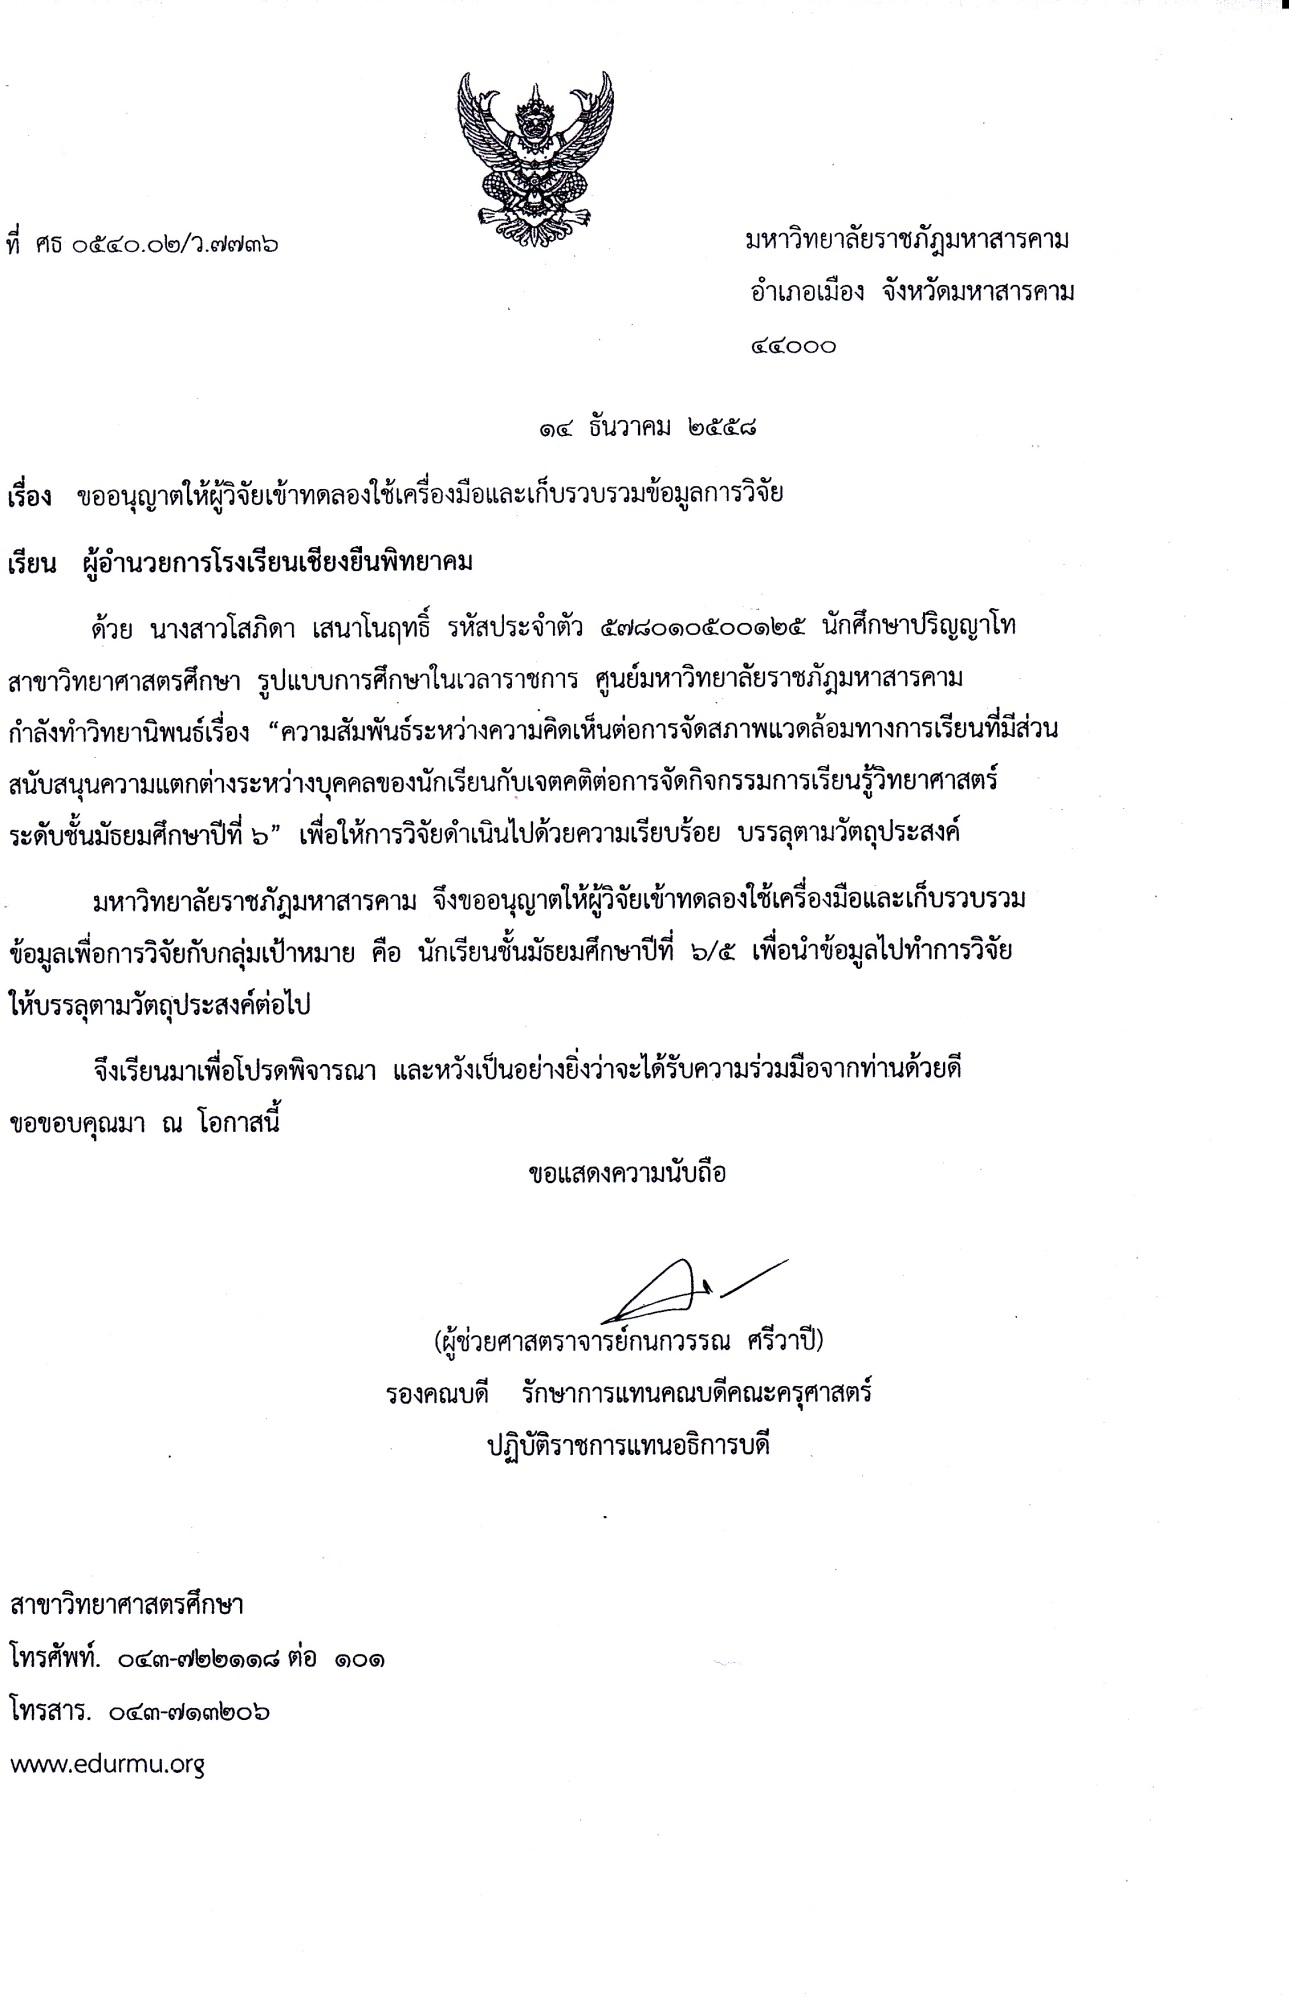 ที่ ศธ ๐๕๔๐.๐๒/ว.๗๗๓๖
มหาวิทยาลัยราชภัฏมหาสารคาม
อำเภอเมือง จังหวัดมหาสารคาม
๔๔๐๐๐
๑๔ ธันวาคม ๒๕๕๘
เรื่อง ขออนุญาตให้ผู้วิจัยเข้าทดลองใช้เครื่องมือและเก็บรวบรวมข้อมูลการวิจัย
เรียน ผู้อำนวยการโรงเรียนเชียงยืนพิทยาคม
ด้วย นางสาวโสภิดา เสนาโนฤทธิ์ รหัสประจำตัว ๕๗๘๐๑๐๕๐๐๑๒๕ นักศึกษาปริญญาโท
สาขาวิทยาศาสตรศึกษา รูปแบบการศึกษาในเวลาราชการ ศูนย์มหาวิทยาลัยราชภัฏมหาสารคาม
กำลังทำวิทยานิพนธ์เรื่อง “ความสัมพันธ์ระหว่างความคิดเห็นต่อการจัดสภาพแวดล้อมทางการเรียนที่มีส่วน
สนับสนุนความแตกต่างระหว่างบุคคลของนักเรียนกับเจตคติต่อการจัดกิจกรรมการเรียนรู้วิทยาศาสตร์
ระดับชั้นมัธยมศึกษาปีที่ ๖” เพื่อให้การวิจัยดำเนินไปด้วยความเรียบร้อย บรรลุตามวัตถุประสงค์
มหาวิทยาลัยราชภัฏมหาสารคาม จึงขออนุญาตให้ผู้วิจัยเข้าทดลองใช้เครื่องมือและเก็บรวบรวม
ข้อมูลเพื่อการวิจัยกับกลุ่มเป้าหมาย คือ นักเรียนชั้นมัธยมศึกษาปีที่ ๖/๕ เพื่อนำข้อมูลไปทำการวิจัย
ให้บรรลุตามวัตถุประสงค์ต่อไป
จึงเรียนมาเพื่อโปรดพิจารณา และหวังเป็นอย่างยิ่งว่าจะได้รับความร่วมมือจากท่านด้วยดี
ขอขอบคุณมา ณ โอกาสนี้
ขอแสดงความนับถือ
(ผู้ช่วยศาสตราจารย์กนกวรรณ ศรีวาปี)
รองคณบดี รักษาการแทนคณบดีคณะครุศาสตร์
ปฏิบัติราชการแทนอธิการบดี
สาขาวิทยาศาสตรศึกษา
โทรศัพท์. ๐๔๓-๗๒๒๑๑๘ ต่อ ๑๐๑
โทรสาร. ๐๔๓-๗๑๓๒๐๖
www.edurmu.org